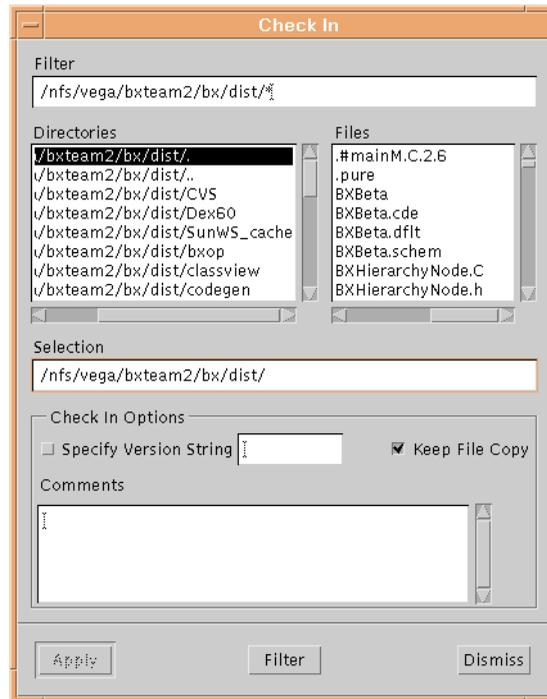 Check In
Filter
/nfs/vega/bxteam2/bx/dist/*
Directories
/bxteam2/bx/dist/.
/bxteam2/bx/dist/..
/bxteam2/bx/dist/CVS
/bxteam2/bx/dist/Dex60
/bxteam2/bx/dist/SunWS_cache
/bxteam2/bx/dist/bxop
/bxteam2/bx/dist/classview
/bxteam2/bx/dist/codegen
Files
.#mainM.C.2.6
.pure
BXBeta
BXBeta.cde
BXBeta.dflt
BXBeta.schem
BXHierarchyNode.C
BXHierarchyNode.h
Selection
/nfs/vega/bxteam2/bx/dist/
Check In Options
Specify Version String
Keep File Copy
Comments
Apply
Filter
Dismiss